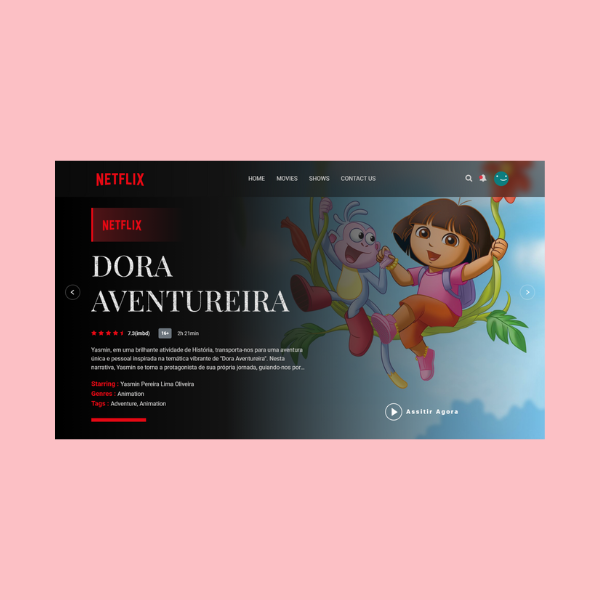 NETFLIX
HOME MOVIES SHOWS CONTACT US
NETFLIX
DORA
AVENTUREIRA
7.3(imbd) 16+ 2h 21min
Yasmin, em uma brilhante atividade de História, transporta-nos para uma aventura
única e pessoal inspirada na temática vibrante de "Dora Aventureira". Nesta
narrativa, Yasmin se torna a protagonista de sua própria jornada, guiando-nos por...
Starring : Yasmin Pereira Lima Oliveira
Genres : Animation
Tags : Adventure, Animation
Assitir Agora